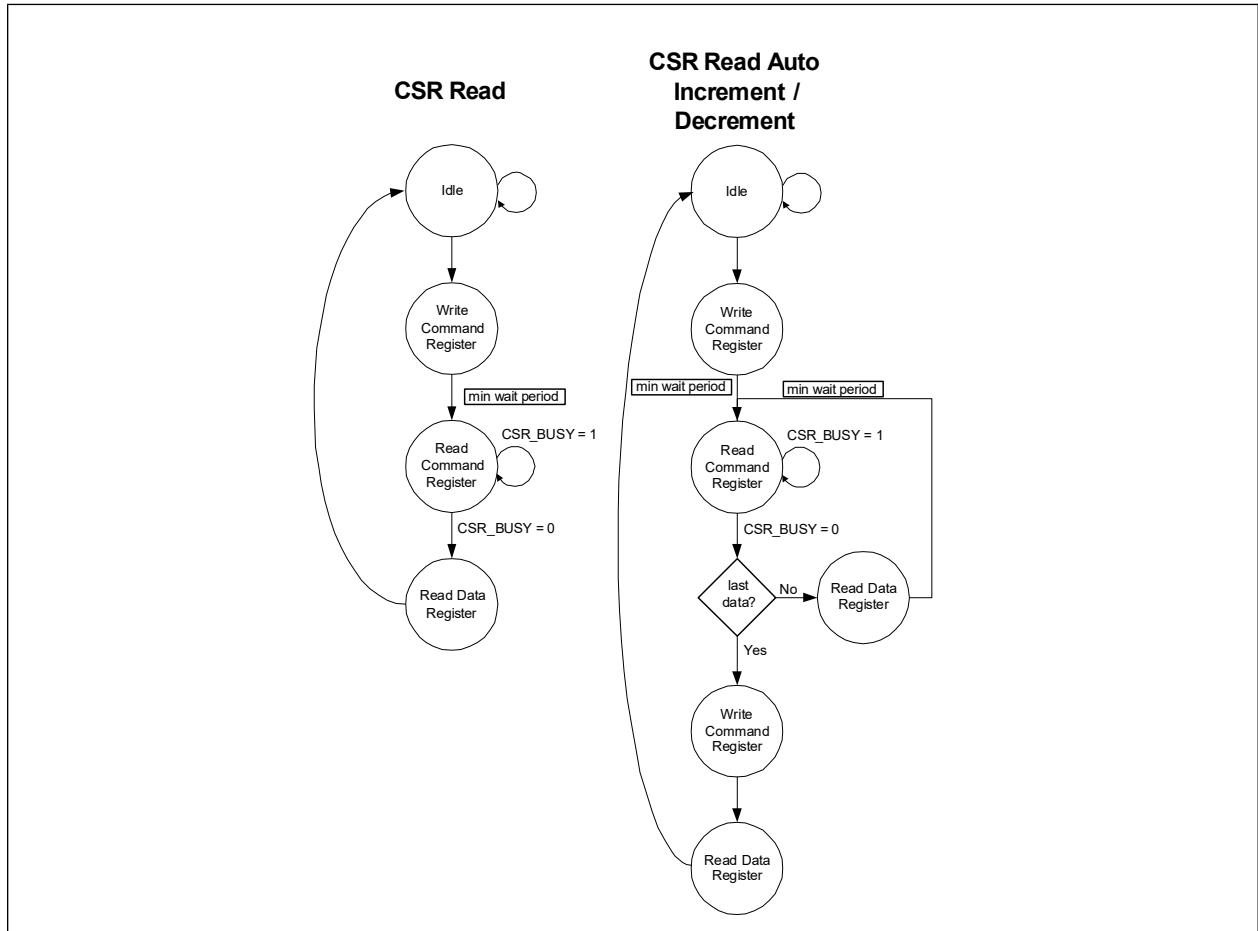 CSR Read
Idle
Write
Command
Register
min wait period
Read
Command
Register
CSR_BUSY = 1
CSR_BUSY = 0
Read Data
Register
CSR Read Auto
Increment /
Decrement
Idle
Write
Command
Register
min wait period
min wait period
Read
Command
Register
CSR_BUSY = 1
CSR_BUSY = 0
last
data?
No
Read Data
Register
Yes
Write
Command
Register
Read Data
Register